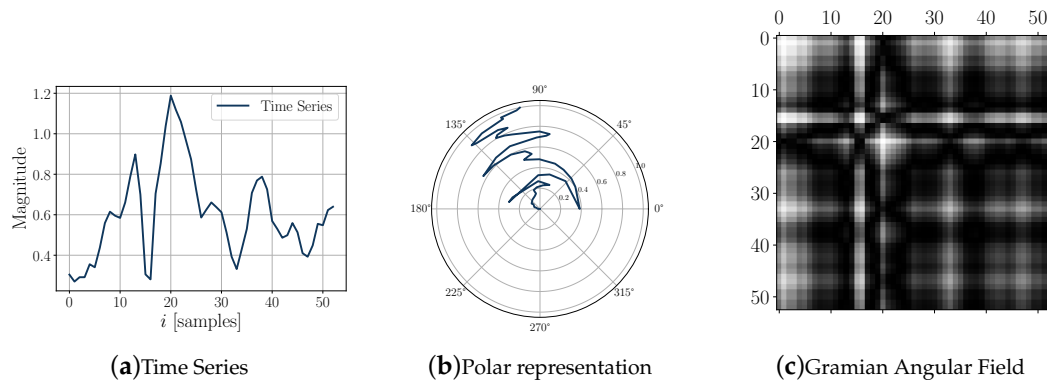 1.2
1.0
0.8
0.6
0.4
Magnitude
Time Series
0 10 20 30 40 50
i [samples]
(a)Time Series
90°
135° 45°
1.0
0.8
0.6
0.4
0.2
180° 0°
225° 315°
270°
(b)Polar representation
0 10 20 30 40 50
0
10
20
30
40
50
(c)Gramian Angular Field